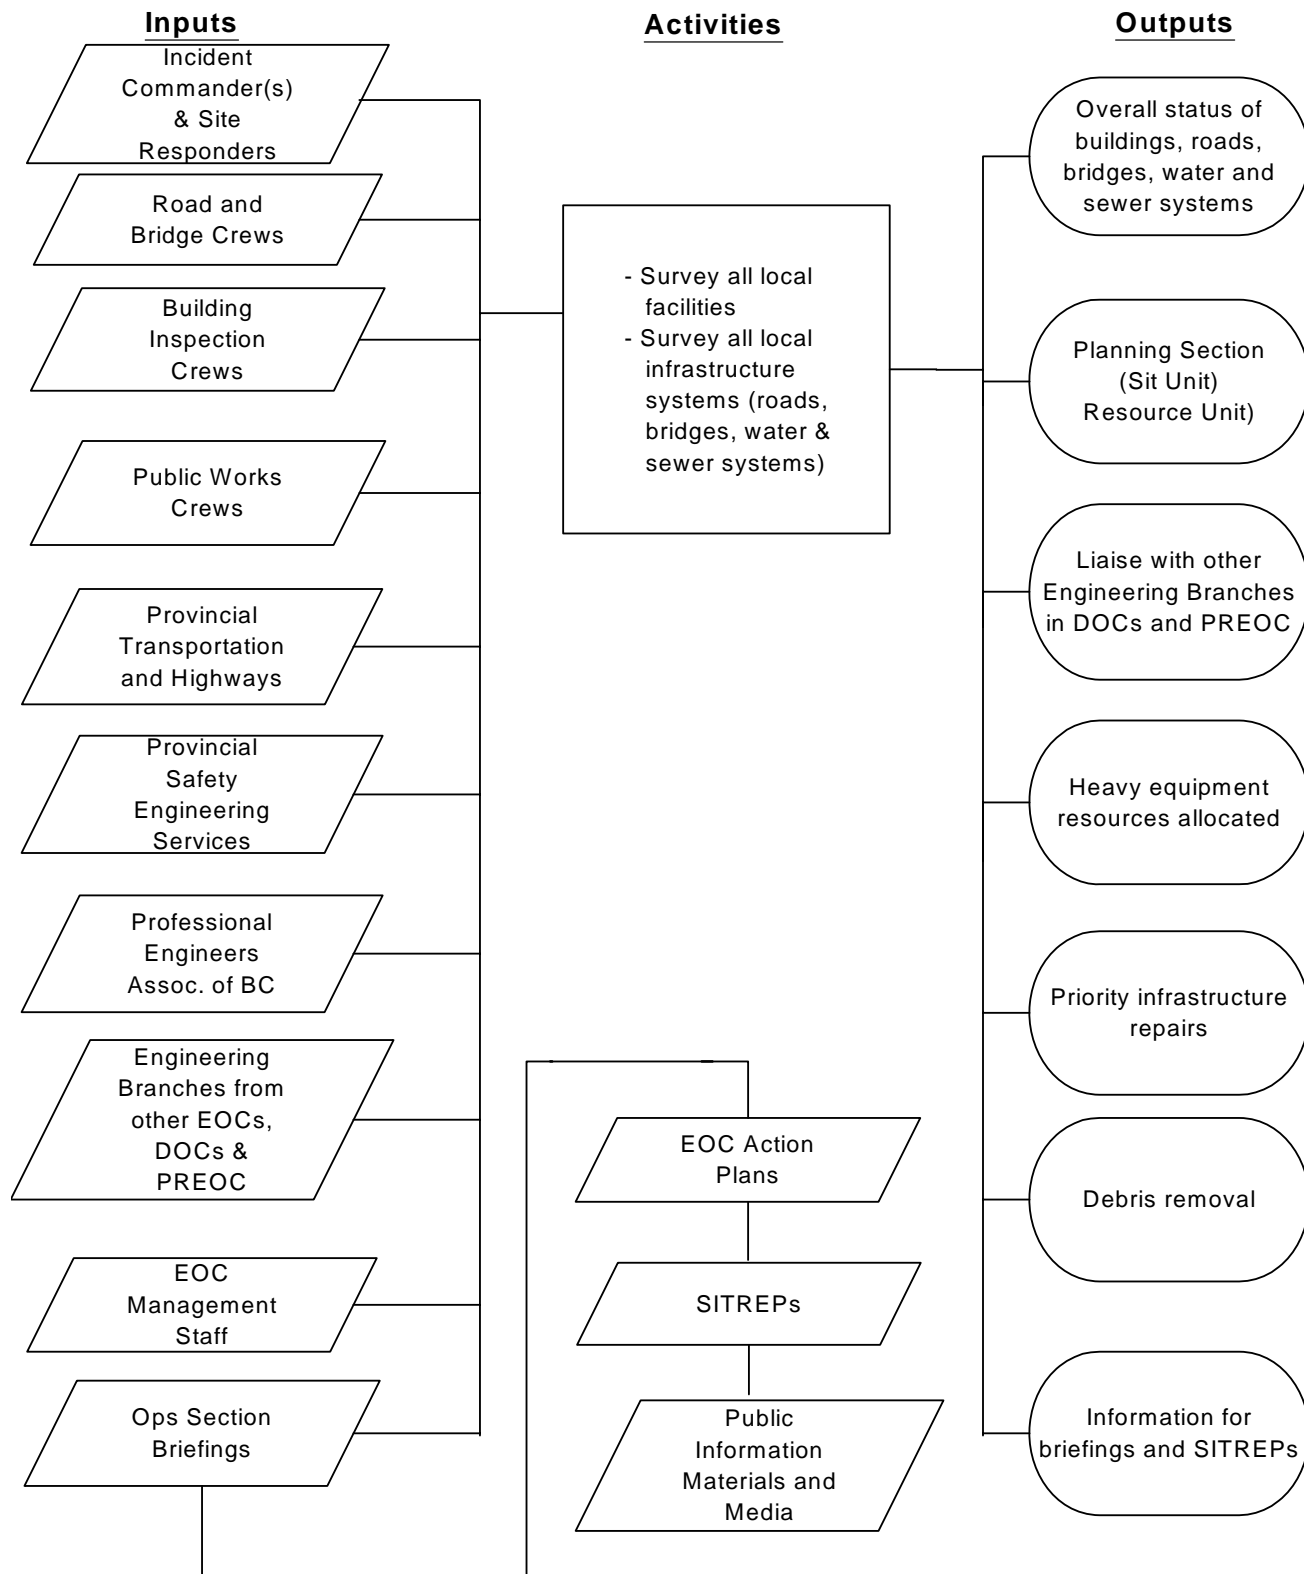 Inputs
Incident
Commander(s)
& Site
Responders
Road and
Bridge Crews
Building
Inspection
Crews
Public Works
Crews
Provincial
Transportation
and Highways
Provincial
Safety
Engineering
Services
Professional
Engineers
Assoc. of BC
Engineering
Branches from
other EOCs,
DOCs &
PREOC
EOC
Management
Staff
Ops Section
Briefings
Activities
- Survey all local
facilities
- Survey all local
infrastructure
systems (roads,
bridges, water &
sewer systems)
EOC Action
Plans
SITREPs
Public
Information
Materials and
Media
Outputs
Overall status of
buildings, roads,
bridges, water and
sewer systems
Planning Section
(Sit Unit)
Resource Unit)
Liaise with other
Engineering Branches
in DOCs and PREOC
Heavy equipment
resources allocated
Priority infrastructure
repairs
Debris removal
Information for
briefings and SITREPs